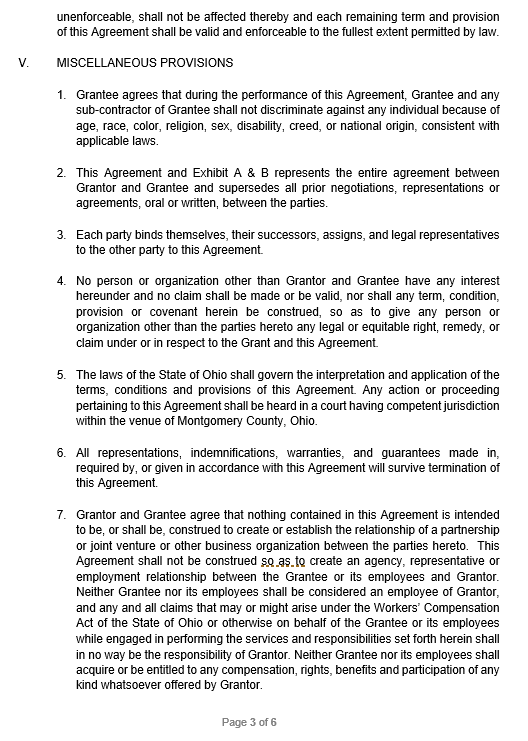 unenforceable, shall not be affected thereby and each remaining term and provision
of this Agreement shall be valid and enforceable to the fullest extent permitted by law.
V. MISCELLANEOUS PROVISIONS
1. Grantee agrees that during the performance of this Agreement, Grantee and any
sub-contractor of Grantee shall not discriminate against any individual because of
age, race, color, religion, sex, disability, creed, or national origin, consistent with
applicable laws.
2. This Agreement and Exhibit A & B represents the entire agreement between
Grantor and Grantee and supersedes all prior negotiations, representations or
agreements, oral or written, between the parties.
3. Each party binds themselves, their successors, assigns, and legal representatives
to the other party to this Agreement.
4. No person or organization other than Grantor and Grantee have any interest
hereunder and no claim shall be made or be valid, nor shall any term, condition,
provision or covenant herein be construed, so as to give any person or
organization other than the parties hereto any legal or equitable right, remedy, or
claim under or in respect to the Grant and this Agreement.
5. The laws of the State of Ohio shall govern the interpretation and application of the
terms, conditions and provisions of this Agreement. Any action or proceeding
pertaining to this Agreement shall be heard in a court having competent jurisdiction
within the venue of Montgomery County, Ohio.
6. All representations, indemnifications, warranties, and guarantees made in,
required by, or given in accordance with this Agreement will survive termination of
this Agreement.
7. Grantor and Grantee agree that nothing contained in this Agreement is intended
to be, or shall be, construed to create or establish the relationship of a partnership
or joint venture or other business organization between the parties hereto. This
Agreement shall not be construed so as to create an agency, representative or
employment relationship between the Grantee or its employees and Grantor.
Neither Grantee nor its employees shall be considered an employee of Grantor,
and any and all claims that may or might arise under the Workers' Compensation
Act of the State of Ohio or otherwise on behalf of the Grantee or its employees
while engaged in performing the services and responsibilities set forth herein shall
in no way be the responsibility of Grantor. Neither Grantee nor its employees shall
acquire or be entitled to any compensation, rights, benefits and participation of any
kind whatsoever offered by Grantor.
Page 3 of 6